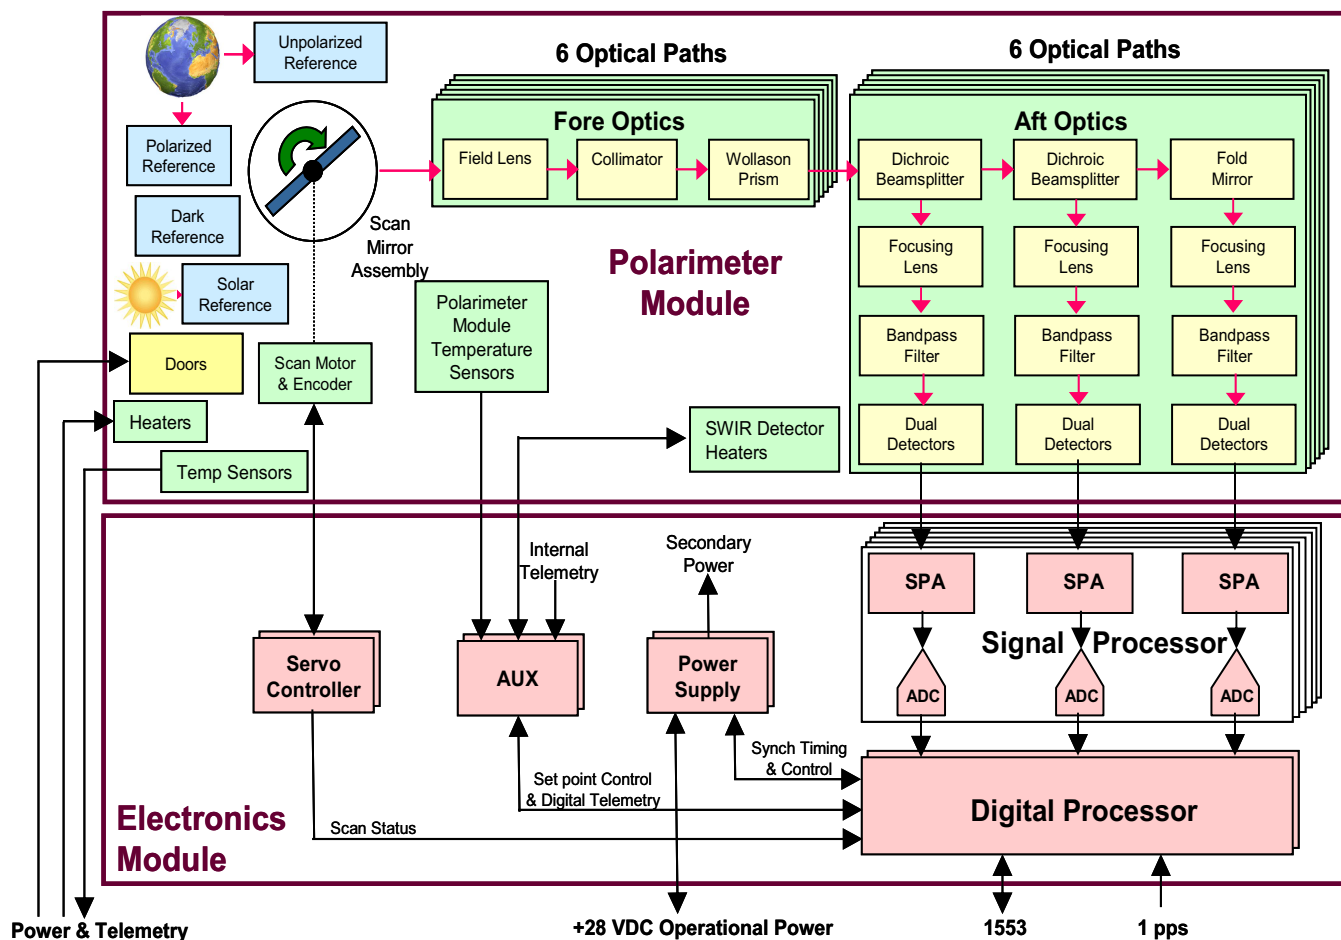 6 Optical Paths
6 Optical Paths
Unpolarized
Reference
Polarized
Reference
Dark
Reference
Solar
Reference
Doors
Heaters
Temp Sensors
Scan Motor
& Encoder
Scan
Mirror
Assembly
Fore Optics
Field Lens
Collimator
Wollason
Prism
Aft Optics
Dichroic
Beamsplitter
Dichroic
Beamsplitter
Fold
Mirror
Focusing
Lens
Focusing
Lens
Focusing
Lens
Bandpass
Filter
Bandpass
Filter
Bandpass
Filter
Dual
Detectors
Dual
Detectors
Dual
Detectors
Polarimeter
Module
Polarimeter
Module
Temperature
Sensors
SWIR Detector
Heaters
Internal
Telemetry
Secondary
Power
SPA
SPA
SPA
Signal Processor
ADC
ADC
ADC
Servo
Controller
AUX
Power
Supply
Synch Timing
& Control
Set point Control
& Digital Telemetry
Scan Status
Digital Processor
Electronics
Module
Power & Telemetry
+28 VDC Operational Power
1553
1 pps